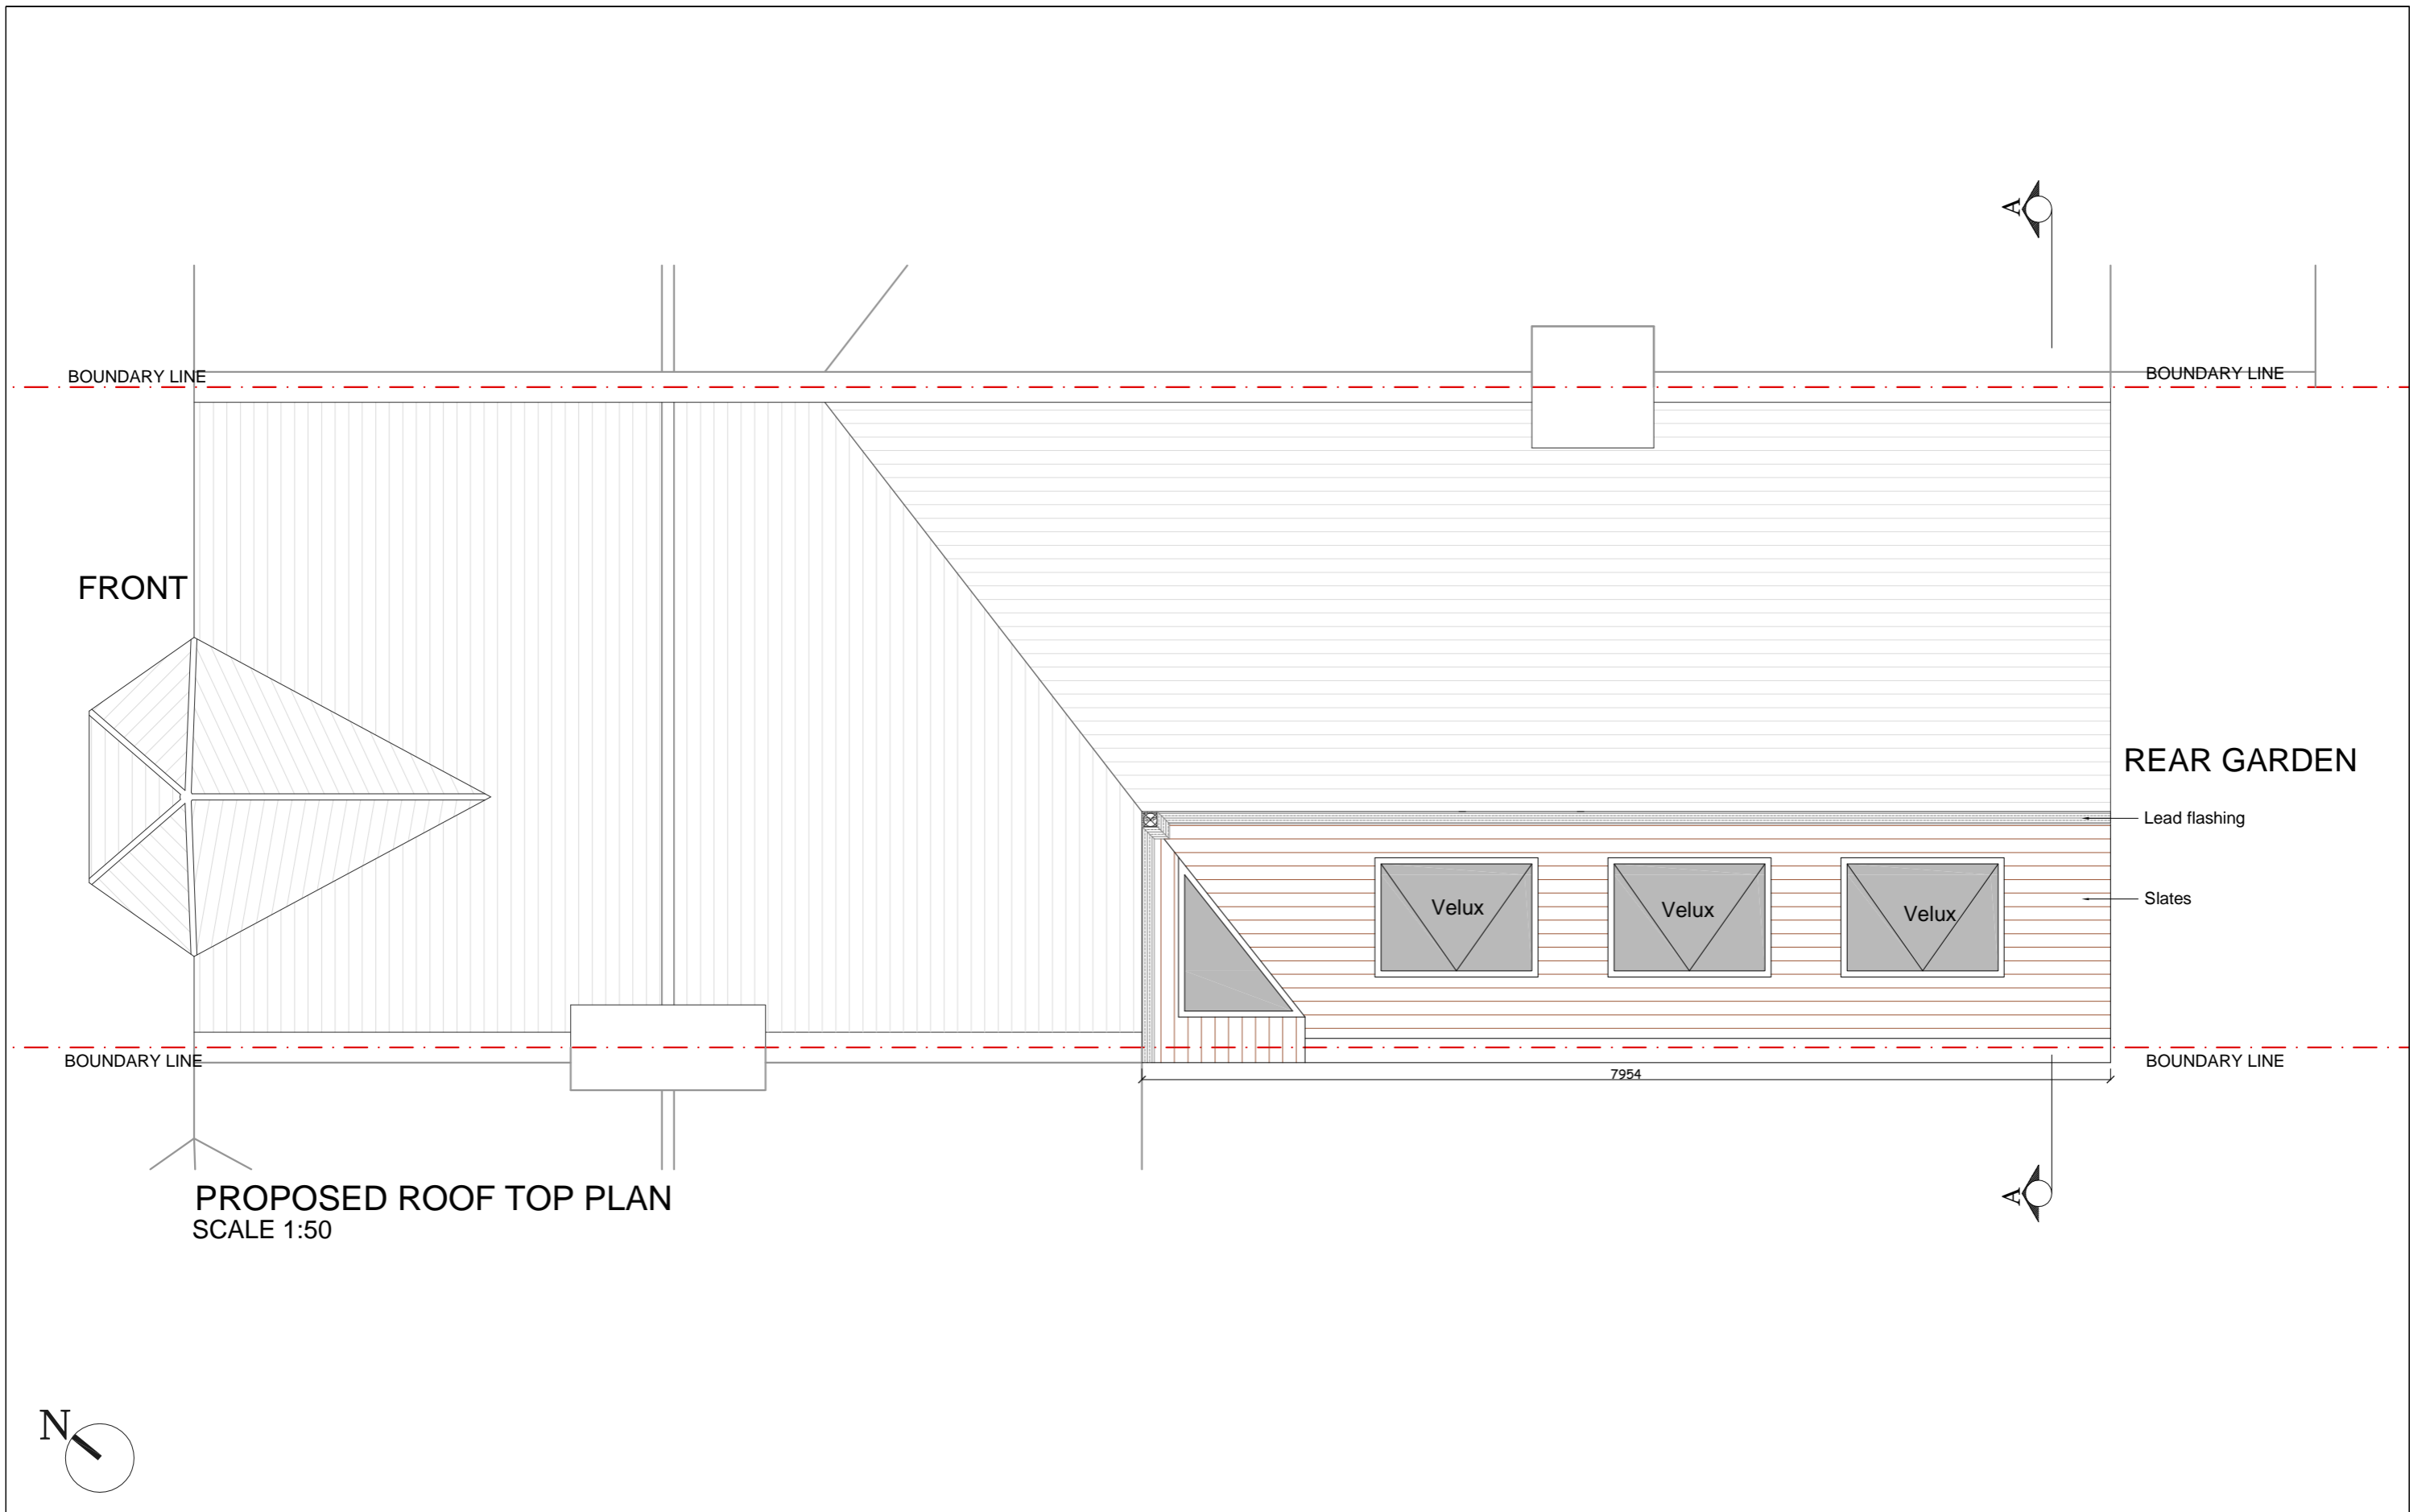 A
BOUNDARY LINE
BOUNDARY LINE
FRONT
REAR GARDEN
Lead flashing
Slates
Velux
Velux
Velux
BOUNDARY LINE
BOUNDARY LINE
7954
A
PROPOSED ROOF TOP PLAN
SCALE 1:50
N